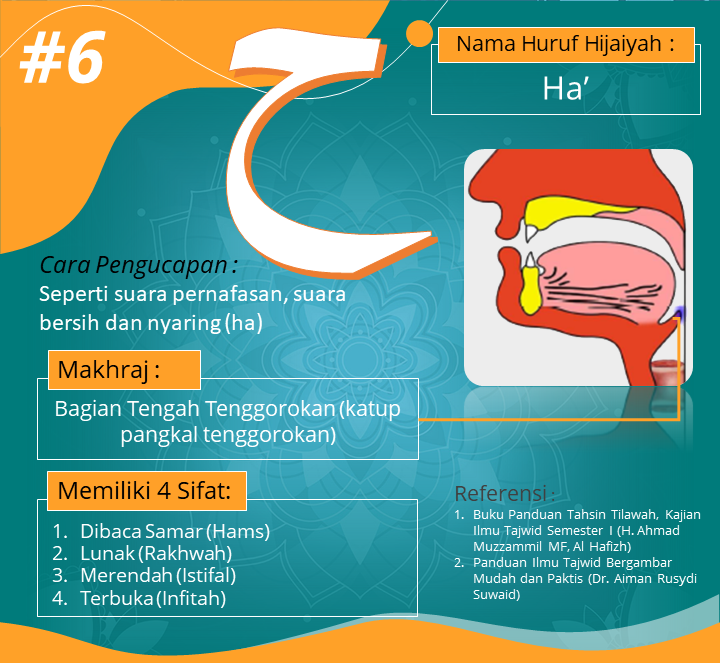 #6
ح
Nama Huruf Hijaiyah :
Ha’
Cara Pengucapan :
Seperti suara pernafasan, suara
bersih dan nyaring (ha)
Makhraj :
Bagian Tengah Tenggorokan (katup
pangkal tenggorokan)
Memiliki 4 Sifat:
1. Dibaca Samar (Hams)
2. Lunak (Rakhwah)
3. Merendah (Istifal)
4. Terbuka (Infitah)
Referensi :
1. Buku Panduan Tahsin Tilawah, Kajian
Ilmu Tajwid Semester I (H. Ahmad
Muzzammil MF, Al Hafizh)
2. Panduan Ilmu Tajwid Bergambar
Mudah dan Paktis (Dr. Aiman Rusydi
Suwaid)